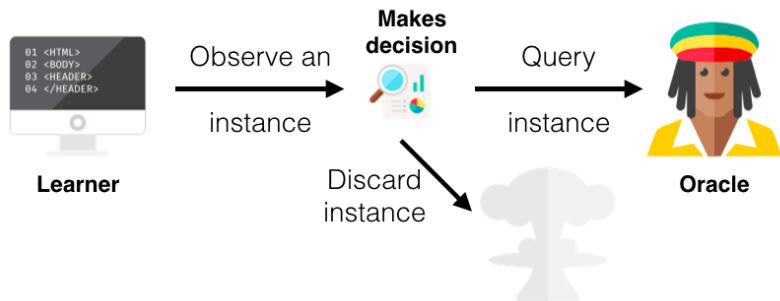 01 <HTML>
02 <BODY>
03 <HEADER>
04 </HEADER>
Learner
Observe an
instance
Makes
decision
Query
instance
Discard
instance
Oracle